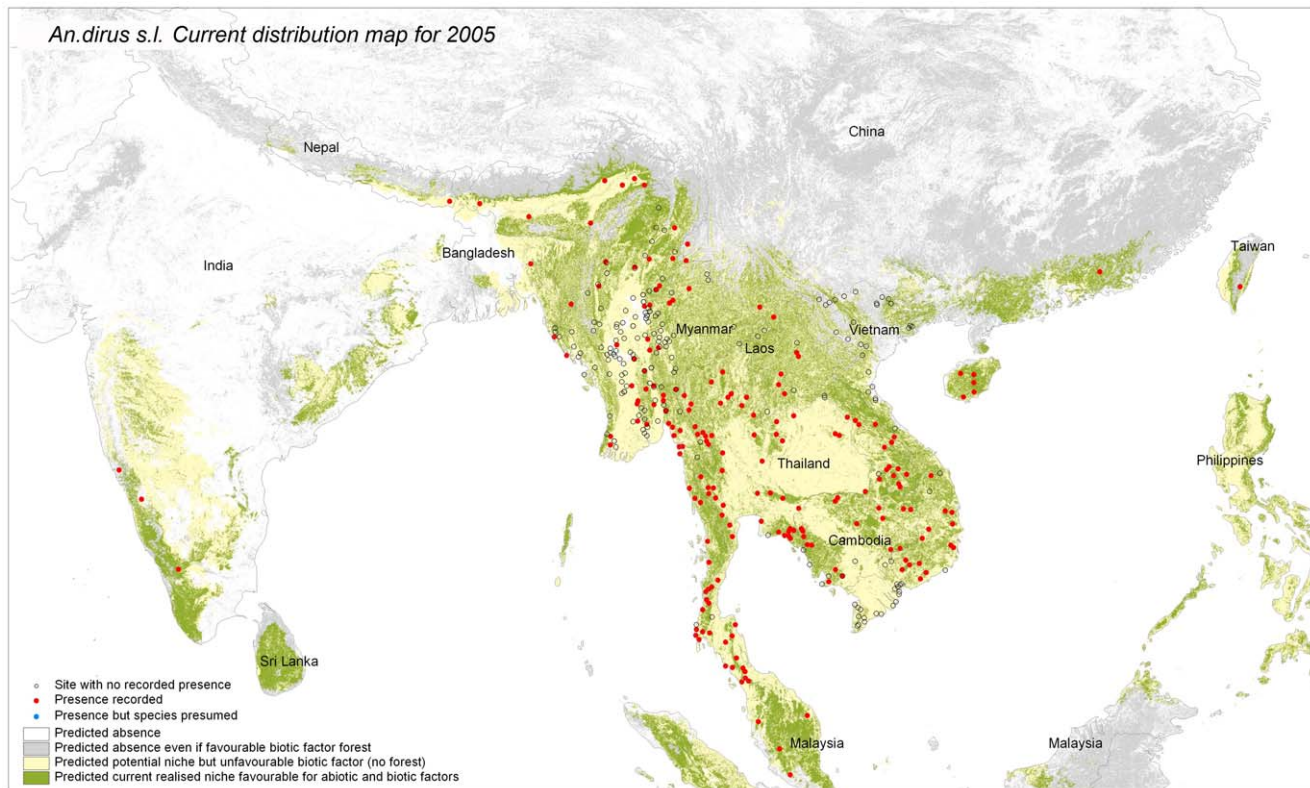 An.dirus s.l. Current distribution map for 2005
China
Nepal
Taiwan
Bangladesh
India
Myanmar
Vietnam
Laos
Thailand
Philippines
Cambodia
Sri Lanka
Malaysia
Malaysia
Site with no recorded presence
Presence recorded
Presence but species presumed
Predicted absence
Predicted absence even if favourable biotic factor forest
Predicted potential niche but unfavourable biotic factor (no forest)
Predicted current realised niche favourable for abiotic and biotic factors